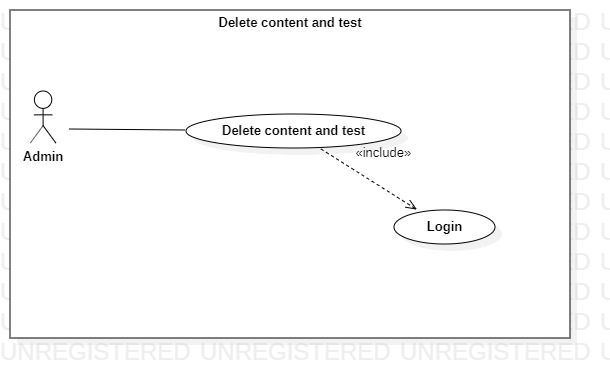 Delete content and test
Admin
Delete content and test
«include»
Login
UNREGISTERED UNREGISTERED UNREGISTERED U